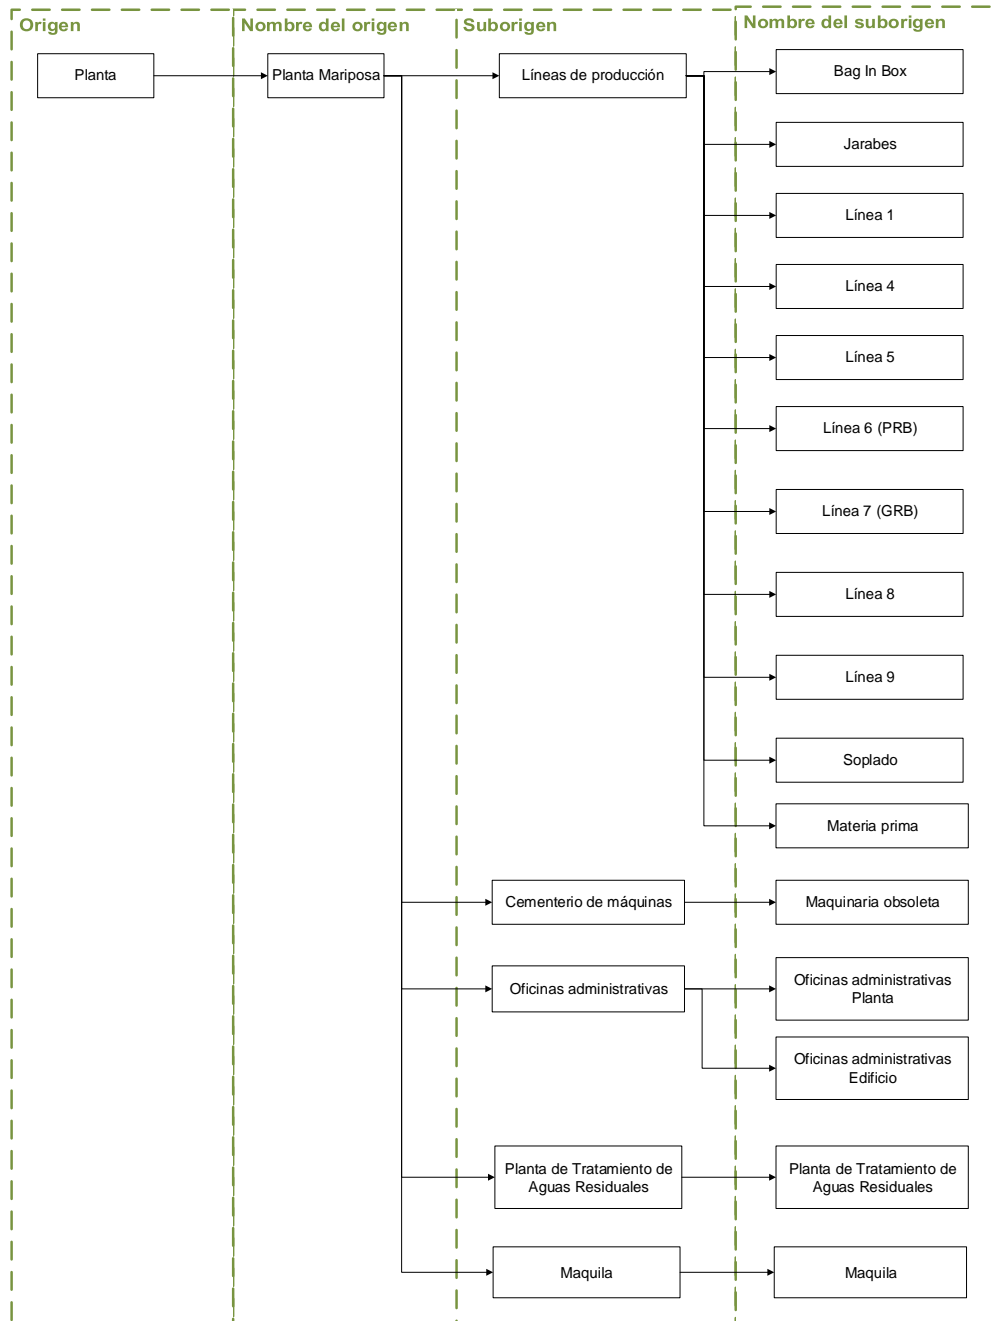 Origen
Nombre del origen
Suborigen
Nombre del suborigen
Planta
Planta Mariposa
Líneas de producción
Bag In Box
Jarabes
Línea 1
Línea 4
Línea 5
Línea 6 (PRB)
Línea 7 (GRB)
Línea 8
Línea 9
Soplado
Materia prima
Cementerio de máquinas
Maquinaria obsoleta
Oficinas administrativas
Oficinas administrativas
Planta
Oficinas administrativas
Edificio
Planta de Tratamiento de
Aguas Residuales
Planta de Tratamiento de
Aguas Residuales
Maquila
Maquila